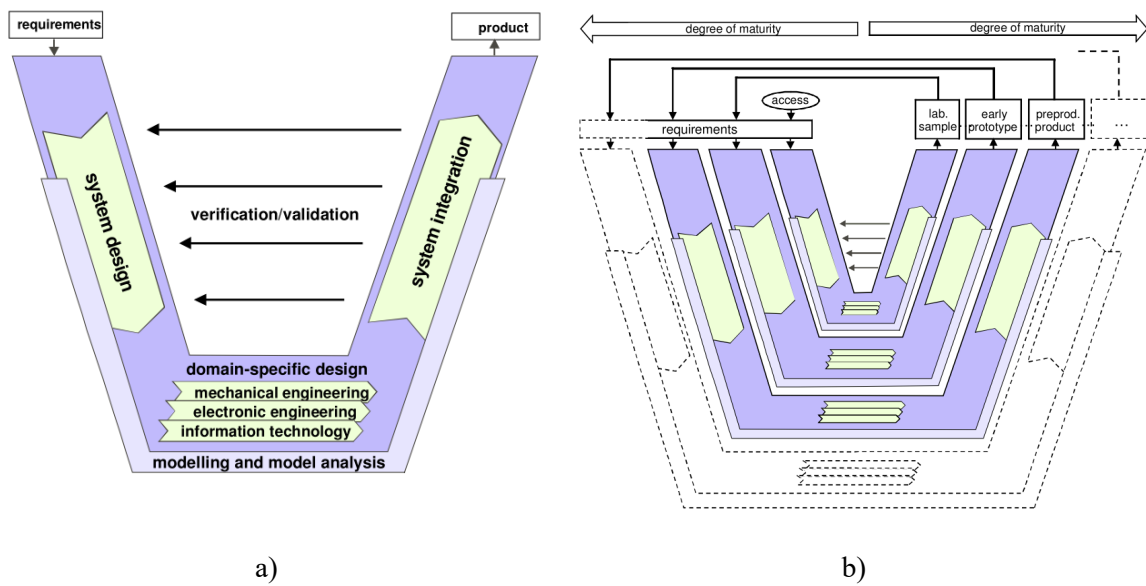 requirements
product
system design
system integration
verification/validation
domain-specific design
mechanical engineering
electronic engineering
information technology
modelling and model analysis
a)
degree of maturity
degree of maturity
access
requirements
lab.
sample
early
prototype
preprod.
product
...
b)